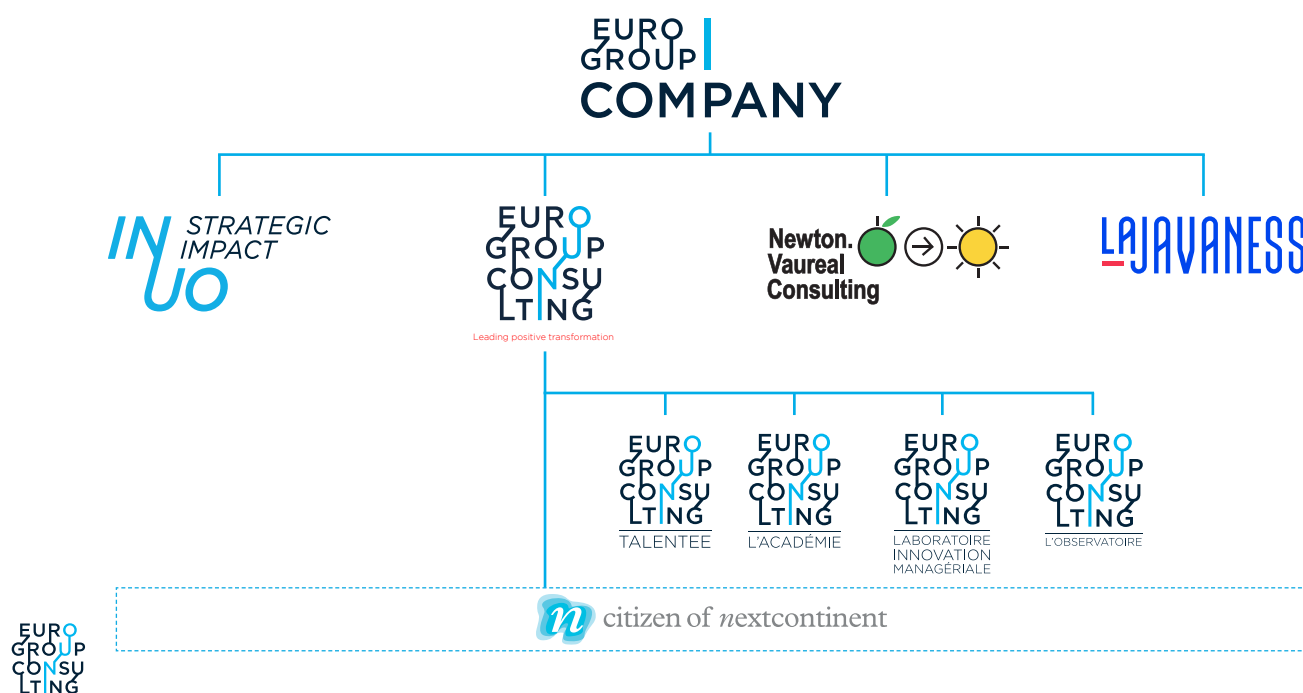 EURO
GROUP
COMPANY
INUO
STRATEGIC
IMPACT
EURO
GROUP
CONSU
LTING
Leading positive transformation
Newton.
Vaureal
Consulting
LAJAVANESS
EURO
GROUP
CONSU
LTING
TALENTEE
EURO
GROUP
CONSU
LTING
L'ACADÉMIE
EURO
GROUP
CONSU
LTING
LABORATOIRE
INNOVATION
MANAGÉRIALE
EURO
GROUP
CONSU
LTING
L'OBSERVATOIRE
n citizen of nextcontinent
EURO
GROUP
CONSU
LTING